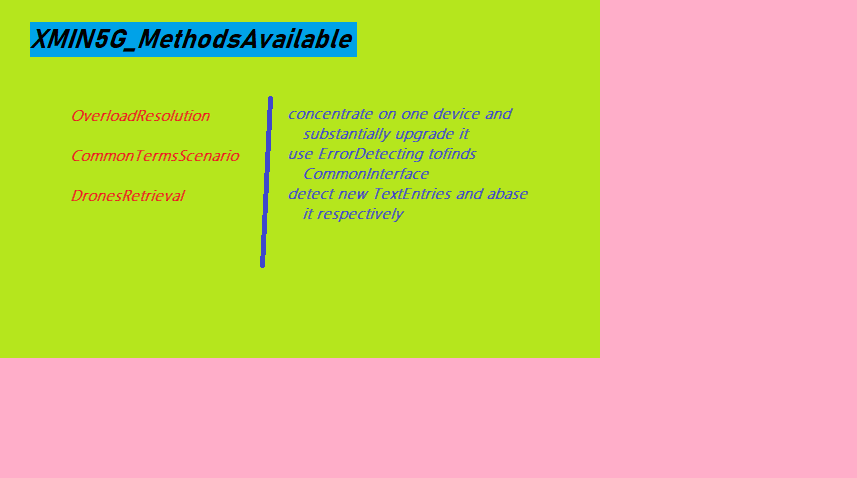 XMIN5G_MethodsAvailable
OverloadResolution
concentrate on one device and
substantially upgrade it
CommonTermsScenario
use ErrorDetecting tofinds
CommonInterface
DronesRetrieval
detect new TextEntries and abase
it respectively